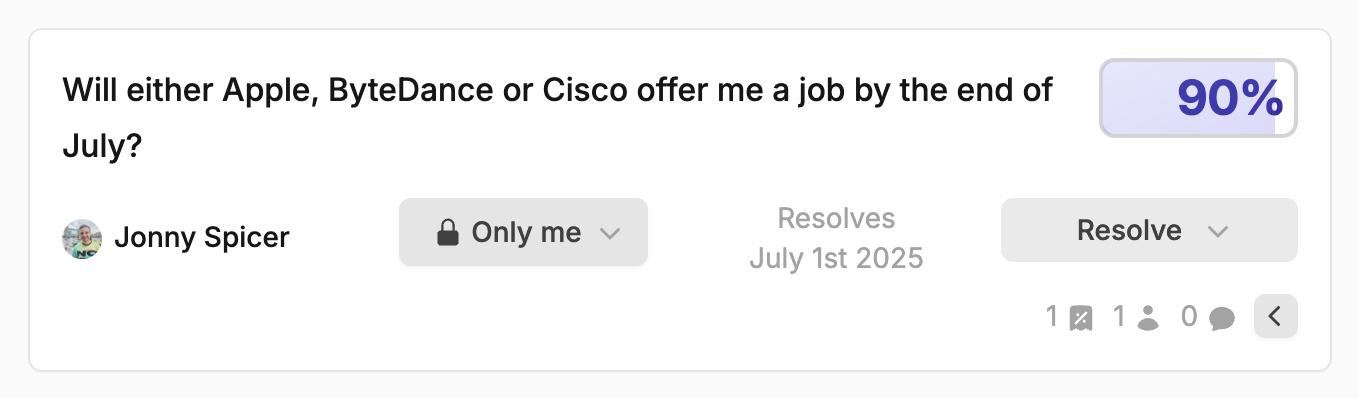 Will either Apple, ByteDance or Cisco offer me a job by the end of
July?
90%
Jonny Spicer
Only me
Resolves
July 1st 2025
Resolve
1 1 0